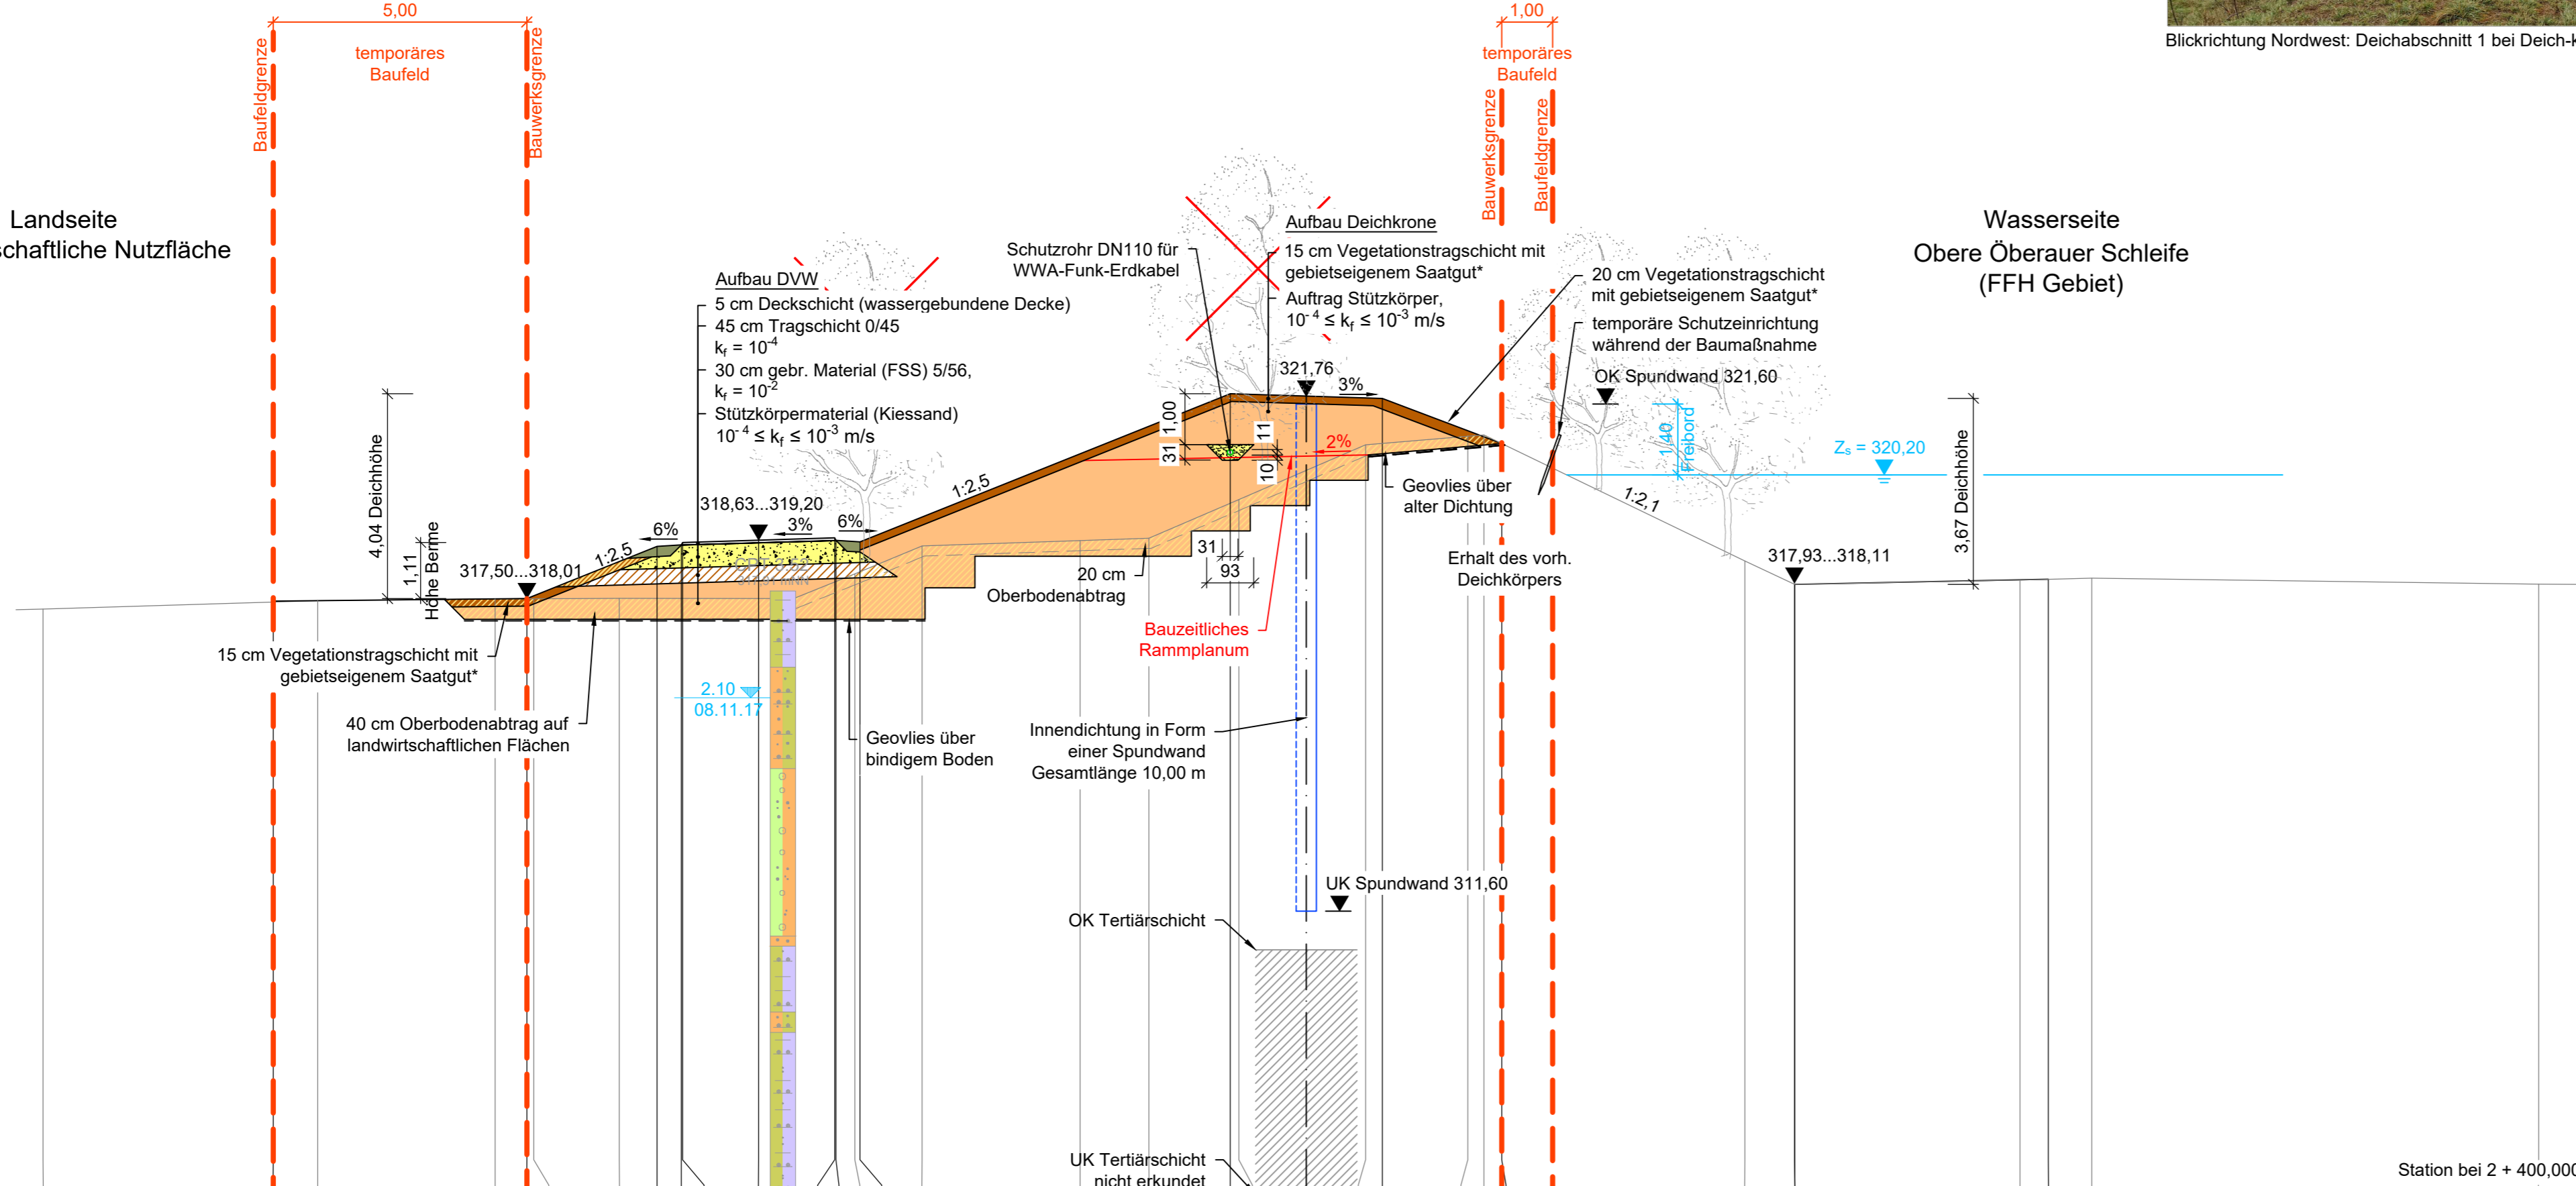 5,00
temporäres
Baufeld
Baufeldgrenze
Bauwerksgrenze
1,00
temporäres
Baufeld
Bauwerksgrenze
Baufeldgrenze
Blickrichtung Nordwest: Deichabschnitt 1 bei Deich-k
Landseite
schaftliche Nutzfläche
Wasserseite
Obere Öberauer Schleife
(FFH Gebiet)
Aufbau DVW
5 cm Deckschicht (wassergebundene Decke)
45 cm Tragschicht 0/45
k_f = 10^-4
30 cm gebr. Material (FSS) 5/56,
k_f = 10^-2
Stützkörpermaterial (Kiessand)
10^-4 ≤ k_f ≤ 10^-3 m/s
Schutzrohr DN110 für
WWA-Funk-Erdkabel
Aufbau Deichkrone
15 cm Vegetationstragschicht mit
gebietseigenem Saatgut*
Auftrag Stützkörper,
10^-4 ≤ k_f ≤ 10^-3 m/s
20 cm Vegetationstragschicht
mit gebietseigenem Saatgut*
temporäre Schutzeinrichtung
während der Baumaßnahme
OK Spundwand 321,60
321,76
3%
1,40
Freibord
Z_s = 320,20
3,67 Deichhöhe
4,04 Deichhöhe
1,11
Höhe Berme
317,50...318,01
1:2,5
6%
318,63...319,20
3%
6%
1:2,5
1,00
31
11
10
2%
Geovlies über
alter Dichtung
1:2,1
317,93...318,11
Erhalt des vorh.
Deichkörpers
31
93
20 cm
Oberbodenabtrag
Bauzeitliches
Rammplanum
15 cm Vegetationstragschicht mit
gebietseigenem Saatgut*
40 cm Oberbodenabtrag auf
landwirtschaftlichen Flächen
2.10
08.11.17
Geovlies über
bindigem Boden
Innendichtung in Form
einer Spundwand
Gesamtlänge 10,00 m
UK Spundwand 311,60
OK Tertiärschicht
UK Tertiärschicht
nicht erkundet
Station bei 2 + 400,000